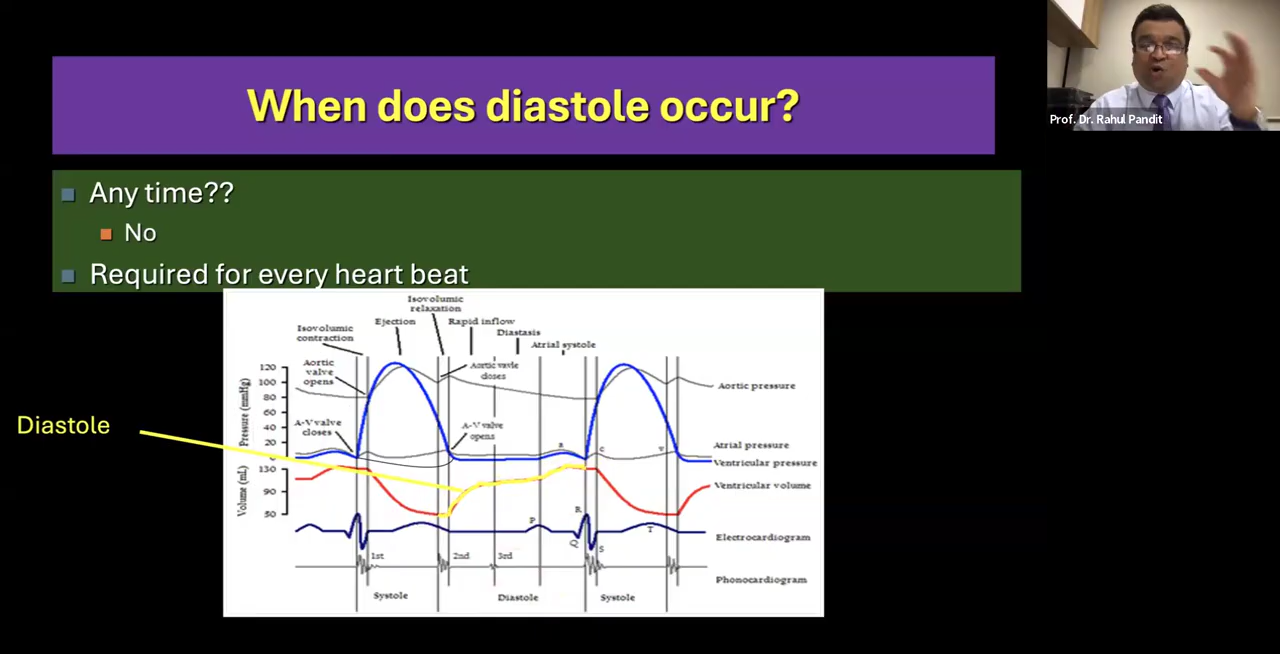 When does diastole occur?
Prof. Dr. Rahul Pandit
Any time??
No
Required for every heart beat
Diastole
Isovolumic
relaxation
Ejection
Rapid inflow
Isovolumic
contraction
Diastasis
Atrial systole
Aortic
valve
opens
Aortic vavle
closes
A-V valve
closes
A-V valve
opens
Pressure (mmHg)
120
100
80
60
40
20
0
Volume (mL)
130
90
50
a
c
v
Aortic pressure
Atrial pressure
Ventricular pressure
Ventricular volume
P
R
Q
S
T
Electrocardiogram
1st
2nd
3rd
Phonocardiogram
Systole
Diastole
Systole